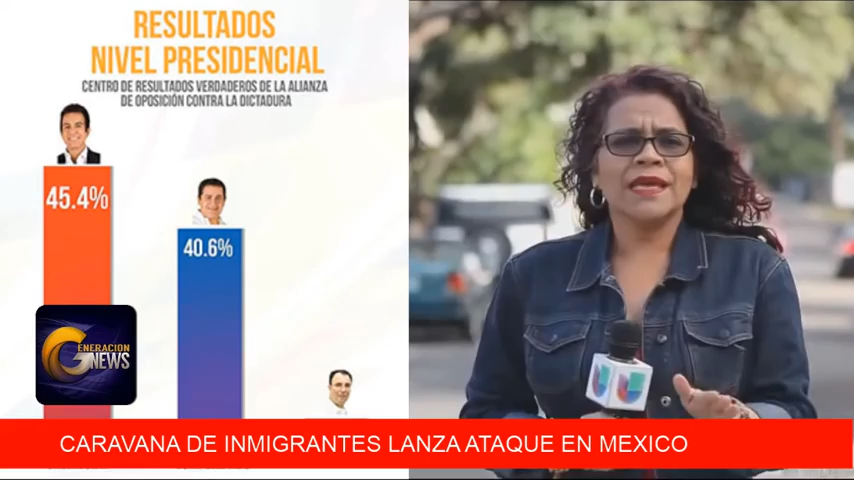 RESULTADOS
NIVEL PRESIDENCIAL
CENTRO DE RESULTADOS VERDADEROS DE LA ALIANZA
DE OPOSICIÓN CONTRA LA DICTADURA
45.4%
40.6%
GENERACION
NEWS
CARAVANA DE INMIGRANTES LANZA ATAQUE EN MEXICO